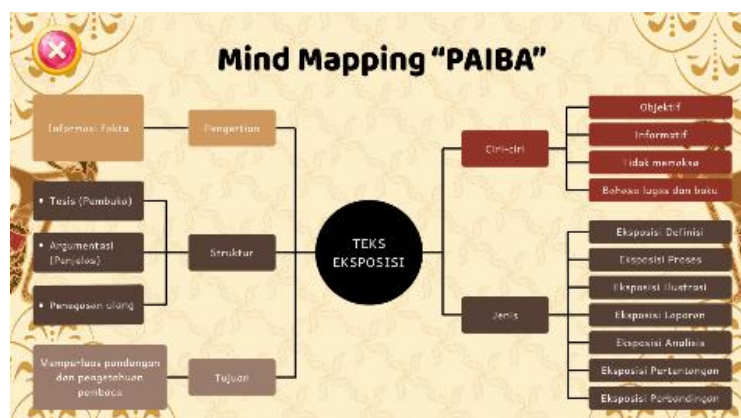 Mind Mapping “PAIBA”
Informasi fakta
Pengertian
• Tesis (Pembuka)
• Argumentasi
(Penjelas)
• Penegasan ulang
Struktur
Memperluas pandangan
dan pengetahuan
pembaca
Tujuan
TEKS
EKSPOSISI
Ciri-ciri
Objektif
Informatif
Tidak memaksa
Bahasa lugas dan baku
Jenis
Eksposisi Definisi
Eksposisi Proses
Eksposisi Ilustrasi
Eksposisi Laporan
Eksposisi Analisis
Eksposisi Pertentangan
Eksposisi Perbandingan